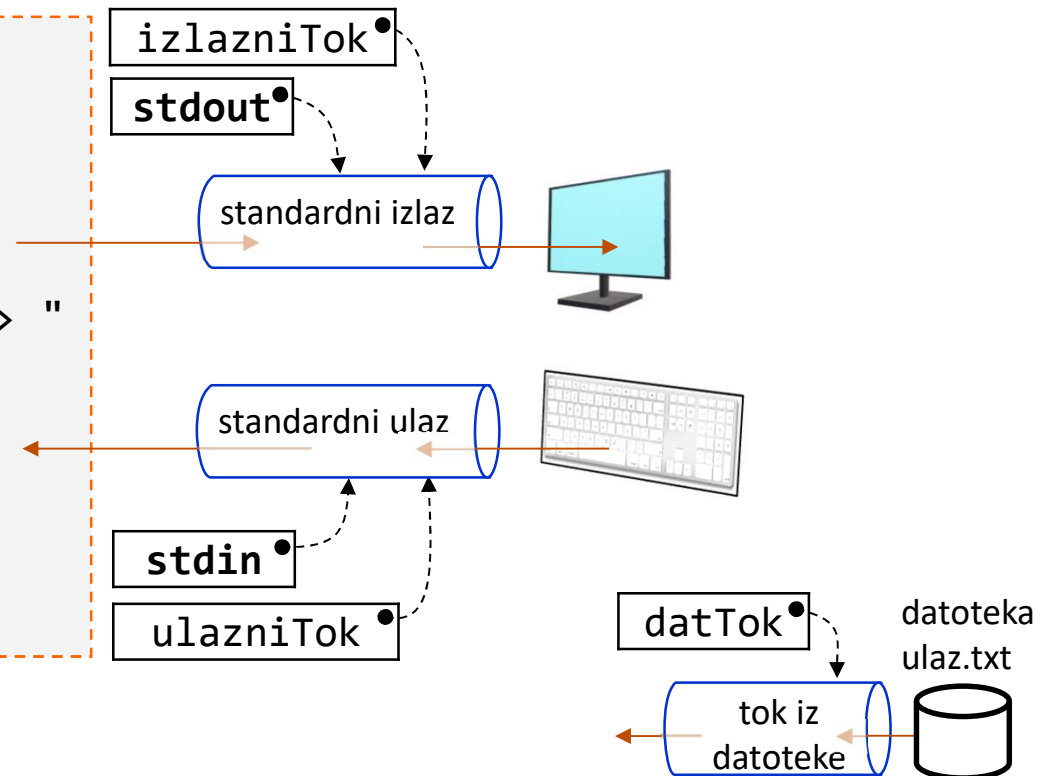 izlazniTok
stdout
standardni izlaz
> "
standardni ulaz
stdin
ulazniTok
datTok
datoteka
ulaz.txt
tok iz
datoteke